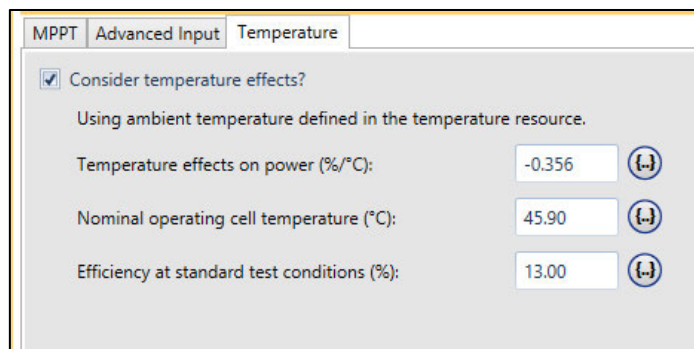 MPPT Advanced Input Temperature
Consider temperature effects?
Using ambient temperature defined in the temperature resource.
Temperature effects on power (%/°C): -0.356 {..}
Nominal operating cell temperature (°C): 45.90 {..}
Efficiency at standard test conditions (%): 13.00 {..}